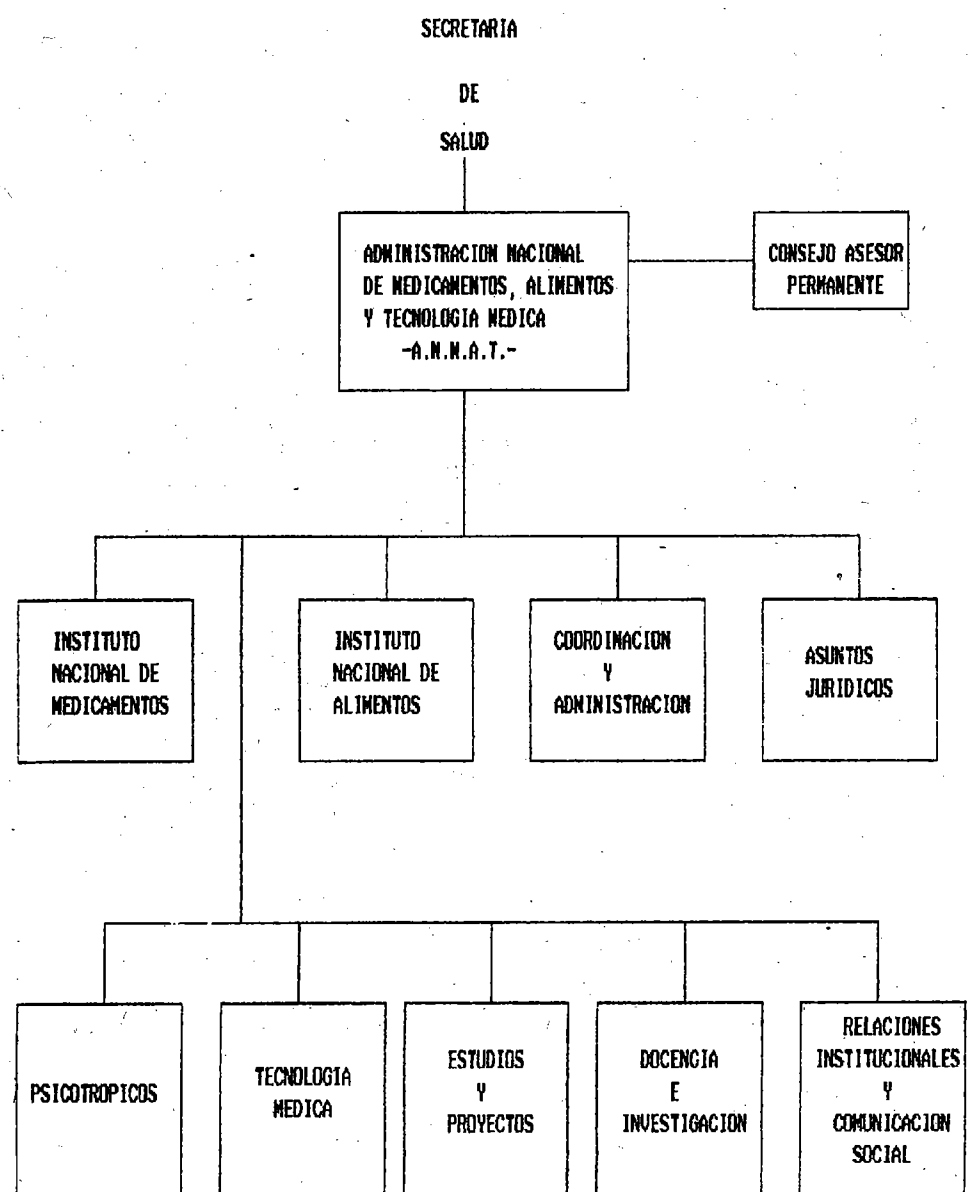 SECRETARIA
DE
SALUD
ADMINISTRACION NACIONAL
DE MEDICAMENTOS, ALIMENTOS
Y TECNOLOGIA MEDICA
-A.N.M.A.T.-
CONSEJO ASESOR
PERMANENTE
INSTITUTO
NACIONAL DE
MEDICAMENTOS
INSTITUTO
NACIONAL DE
ALIMENTOS
COORDINACION
Y
ADMINISTRACION
ASUNTOS
JURIDICOS
PSICOTROPICOS
TECNOLOGIA
MEDICA
ESTUDIOS
Y
PROYECTOS
DOCENCIA
E
INVESTIGACION
RELACIONES
INSTITUCIONALES
Y
COMUNICACION
SOCIAL